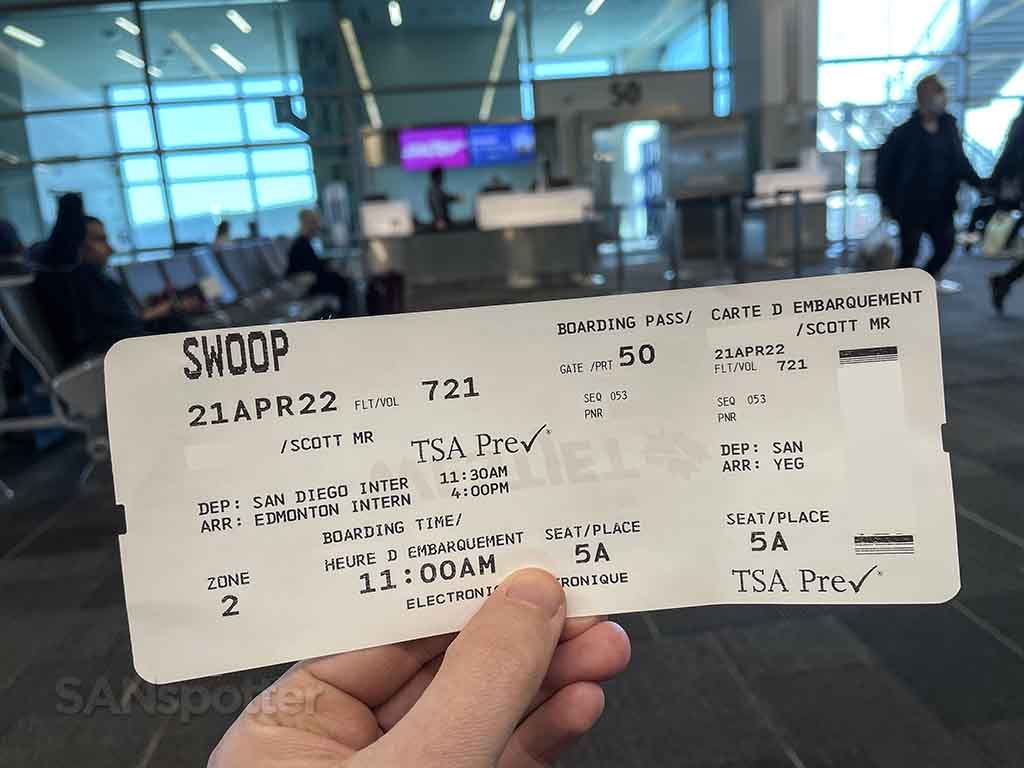 50
SWOOP
21APR22 FLT/VOL 721
/SCOTT MR
TSA Pre✓®
DEP: SAN DIEGO INTER 11:30AM
ARR: EDMONTON INTERN 4:00PM
BOARDING TIME/
HEURE D EMBARQUEMENT
11:00AM
ZONE
2
SEAT/PLACE
5A
BOARDING PASS/ CARTE D EMBARQUEMENT
GATE /PRT 50
SEQ 053
PNR
/SCOTT MR
21APR22
FLT/VOL 721
SEQ 053
PNR
DEP: SAN
ARR: YEG
SEAT/PLACE
5A
TSA Pre✓®
SANspotter